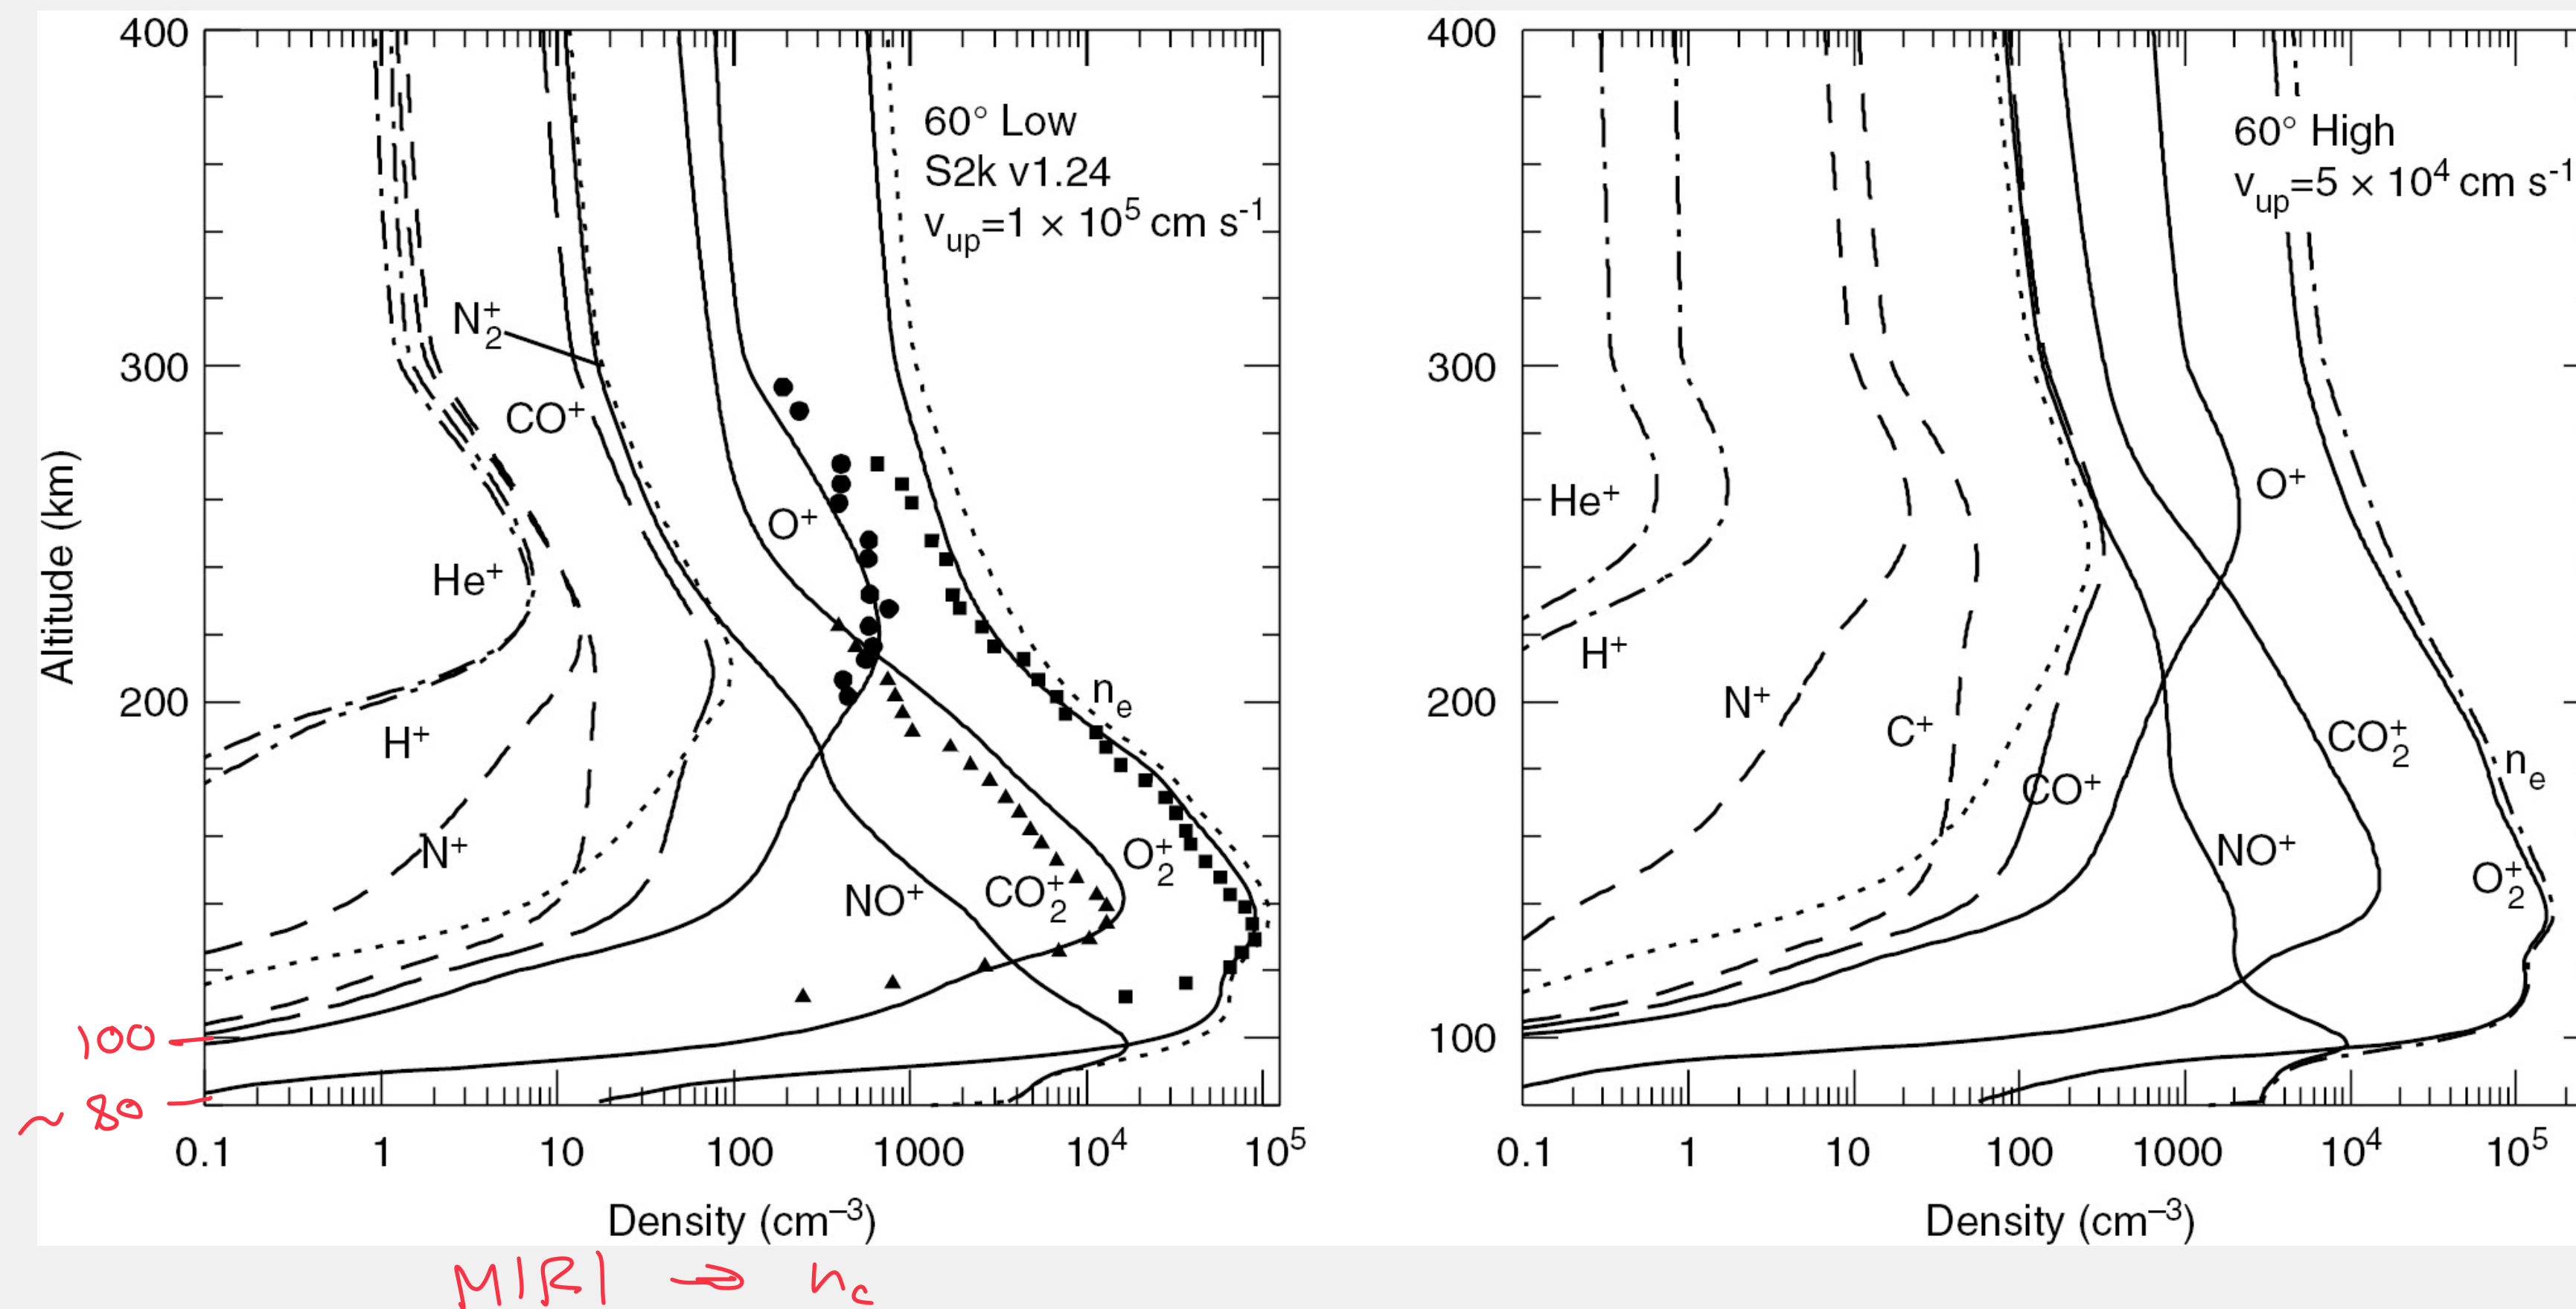 400
300
200
100
~ 80
Altitude (km)
60° Low
S2k v1.24
v_up=1 × 10^5 cm s^-1
N2+
CO+
O+
He+
H+
N+
n_e
O2+
CO2+
NO+
0.1 1 10 100 1000 10^4 10^5
Density (cm^–3)
400
300
200
100
60° High
v_up=5 × 10^4 cm s^-1
He+
H+
N+
C+
CO+
O+
CO2+
n_e
NO+
O2+
0.1 1 10 100 1000 10^4 10^5
Density (cm^–3)
MIRI → n